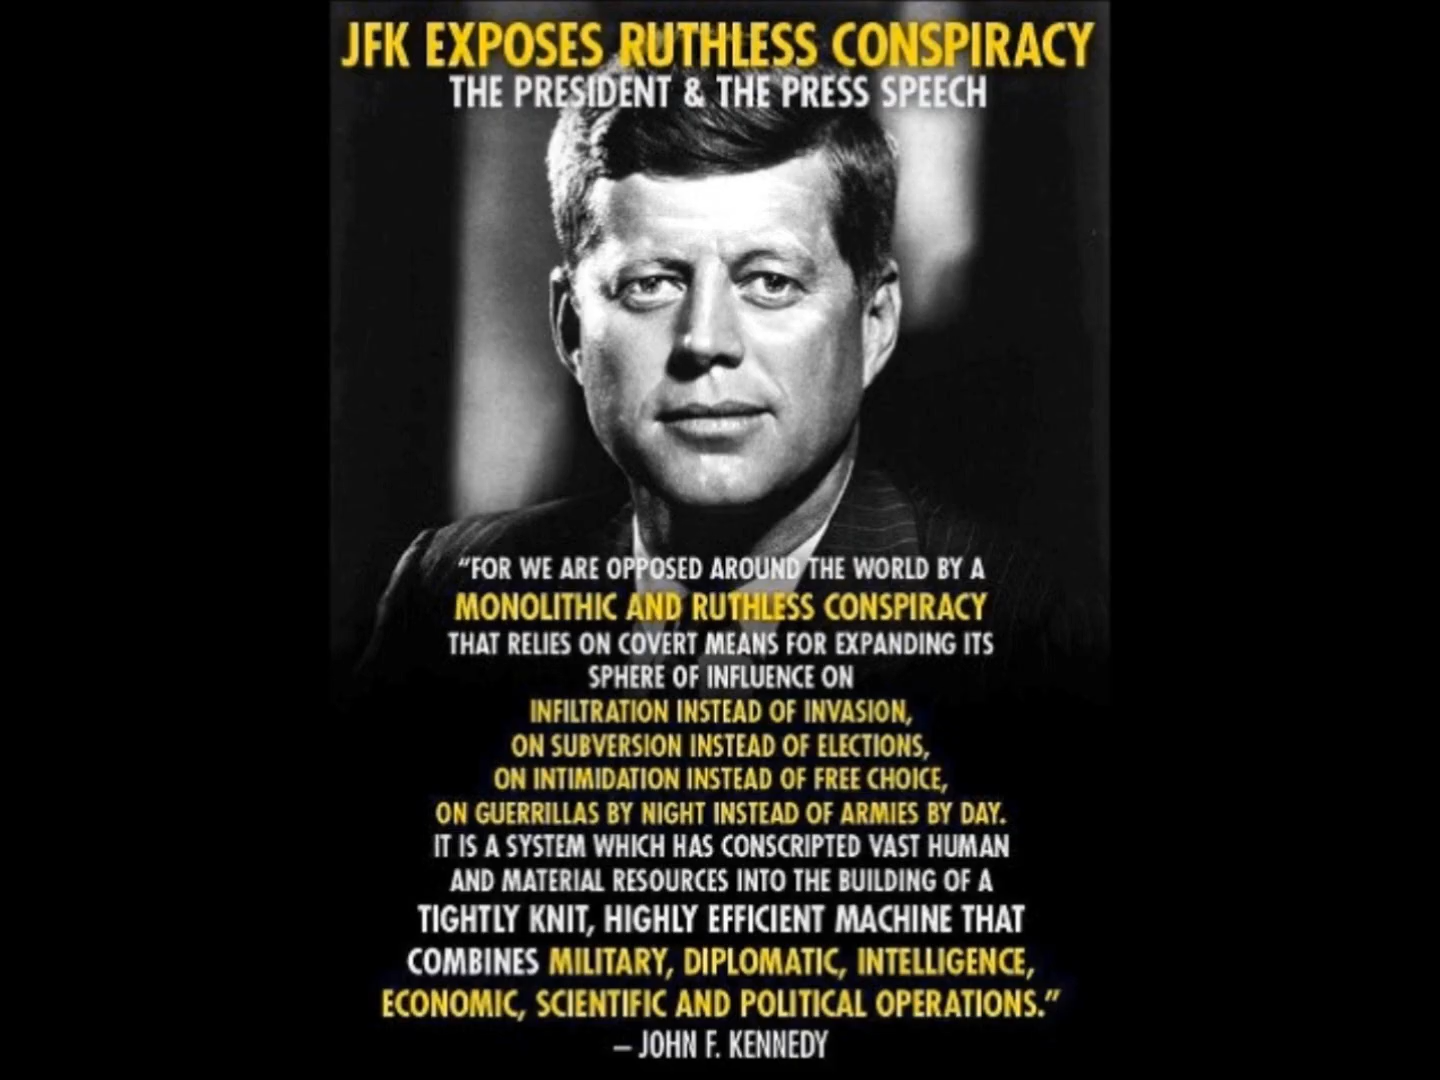 JFK EXPOSES RUTHLESS CONSPIRACY
THE PRESIDENT & THE PRESS SPEECH
“FOR WE ARE OPPOSED AROUND THE WORLD BY A
MONOLITHIC AND RUTHLESS CONSPIRACY
THAT RELIES ON COVERT MEANS FOR EXPANDING ITS
SPHERE OF INFLUENCE ON
INFILTRATION INSTEAD OF INVASION,
ON SUBVERSION INSTEAD OF ELECTIONS,
ON INTIMIDATION INSTEAD OF FREE CHOICE,
ON GUERRILLAS BY NIGHT INSTEAD OF ARMIES BY DAY.
IT IS A SYSTEM WHICH HAS CONSCRIPTED VAST HUMAN
AND MATERIAL RESOURCES INTO THE BUILDING OF A
TIGHTLY KNIT, HIGHLY EFFICIENT MACHINE THAT
COMBINES MILITARY, DIPLOMATIC, INTELLIGENCE,
ECONOMIC, SCIENTIFIC AND POLITICAL OPERATIONS.”
– JOHN F. KENNEDY